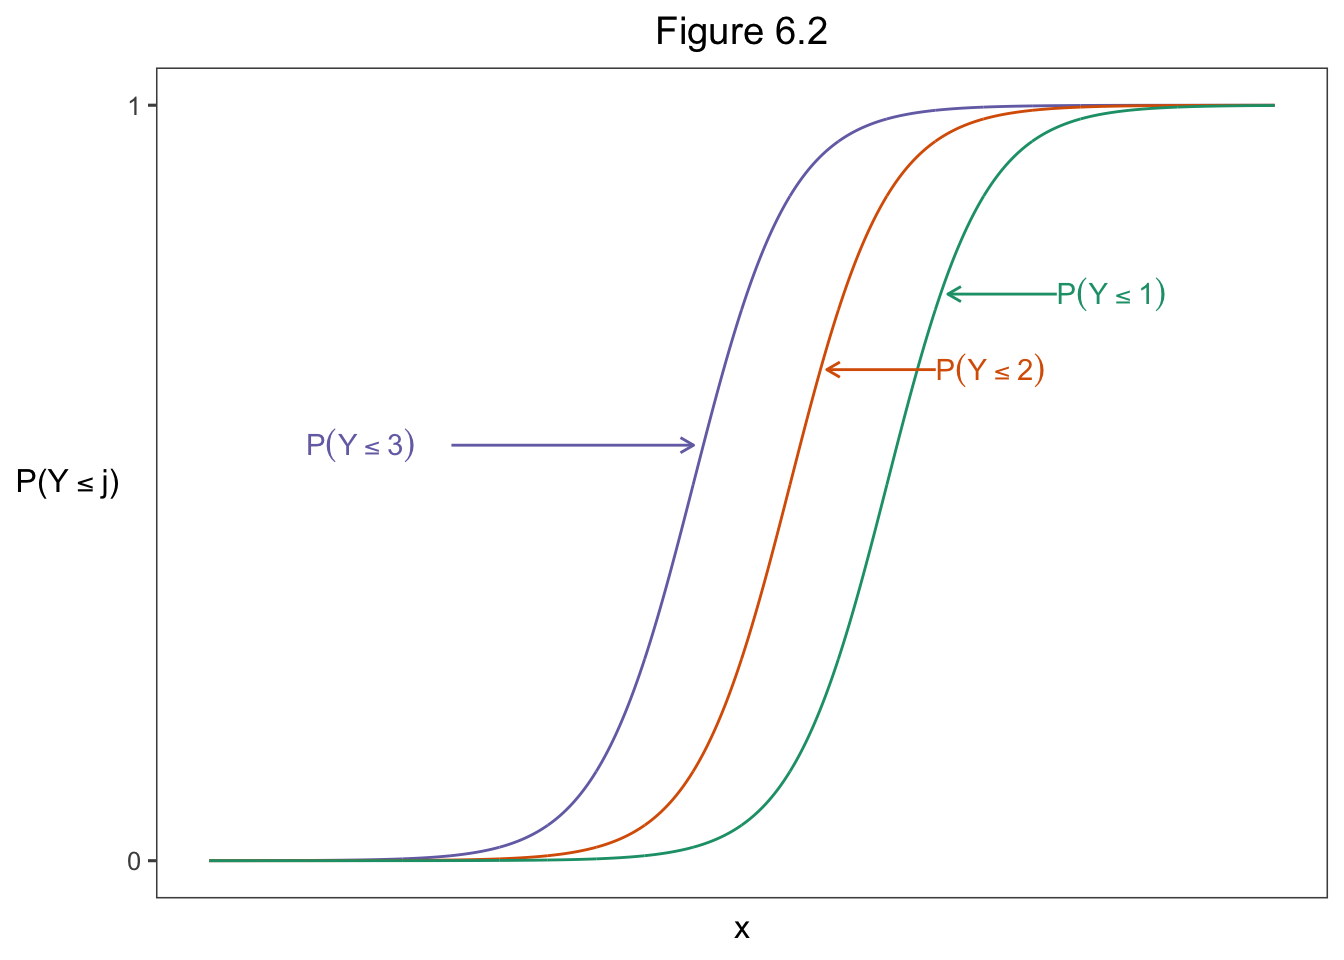 Figure 6.2
1
P(Y ≤ 1)
P(Y ≤ 2)
P(Y ≤ 3)
P(Y ≤ j)
0
x